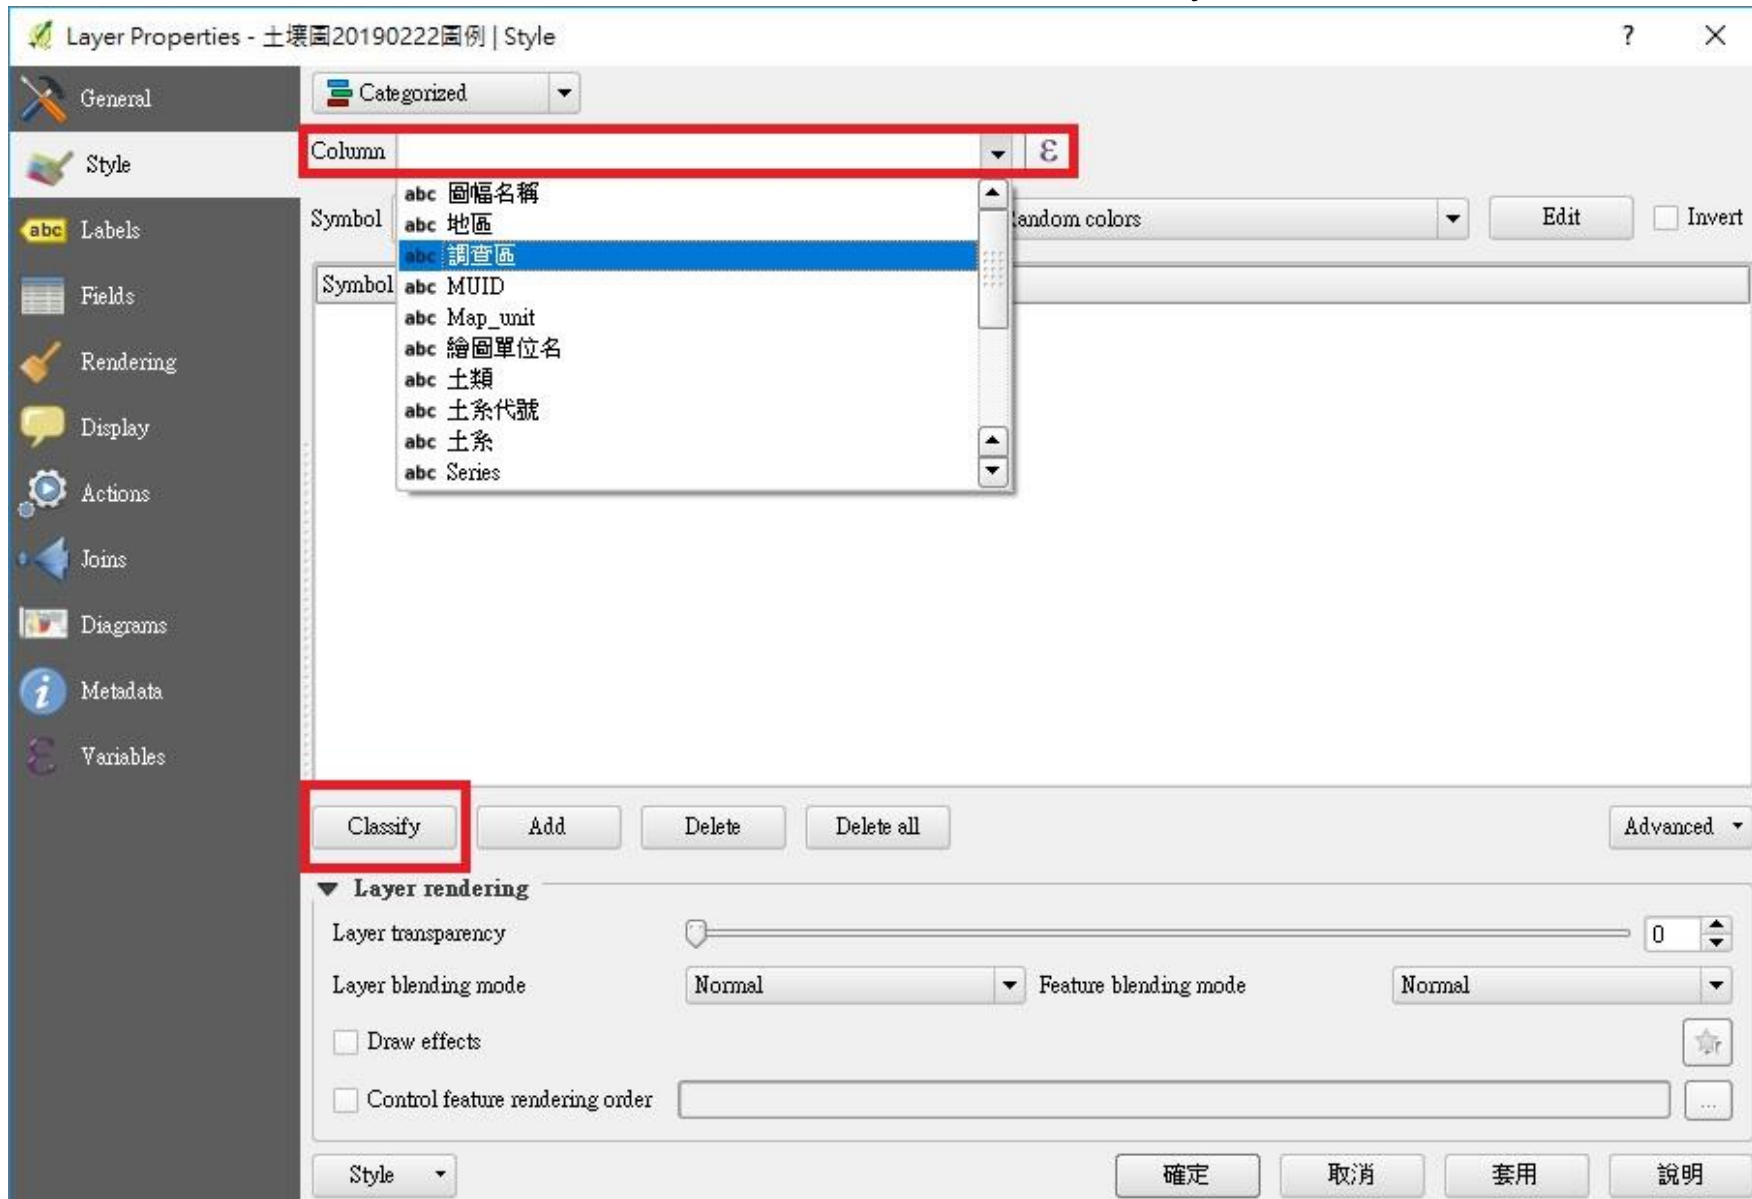 Layer Properties - 土壤圖20190222圖例 | Style
?
General
Style
Labels
Fields
Rendering
Display
Actions
Joins
Diagrams
Metadata
Variables
Categorized
Column
ε
abc 圖幅名稱
abc 地區
abc 調查區
abc MUID
abc Map_unit
abc 繪圖單位名
abc 土類
abc 土系代號
abc 土系
abc Series
Symbol
andom colors
Edit
Invert
Symbol
Classify
Add
Delete
Delete all
Advanced
Layer rendering
Layer transparency
0
Layer blending mode
Normal
Feature blending mode
Normal
Draw effects
Control feature rendering order
...
Style
確定
取消
套用
說明